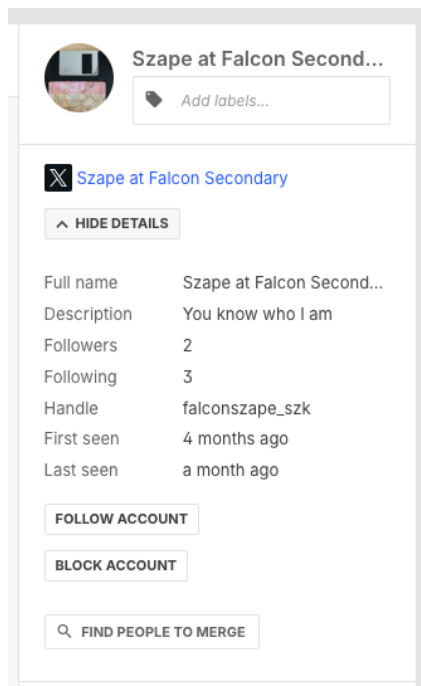 Szape at Falcon Second...
Add labels...
Szape at Falcon Secondary
HIDE DETAILS
Full name Szape at Falcon Second...
Description You know who I am
Followers 2
Following 3
Handle falconszape_szk
First seen 4 months ago
Last seen a month ago
FOLLOW ACCOUNT
BLOCK ACCOUNT
FIND PEOPLE TO MERGE